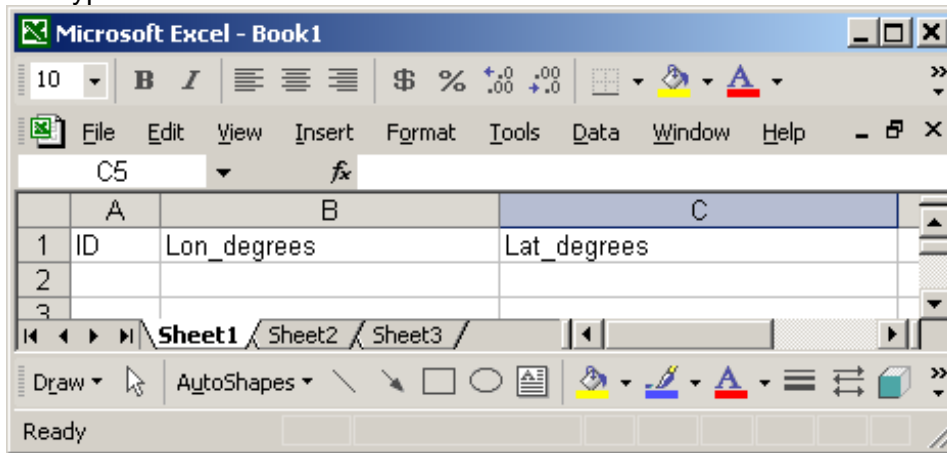 Microsoft Excel - Book1
10 B I $ % .0 .00 .00 .0 A
File Edit View Insert Format Tools Data Window Help
C5 fx
A B C
1 ID Lon_degrees Lat_degrees
2
3
Sheet1 Sheet2 Sheet3
Draw AutoShapes A A
Ready